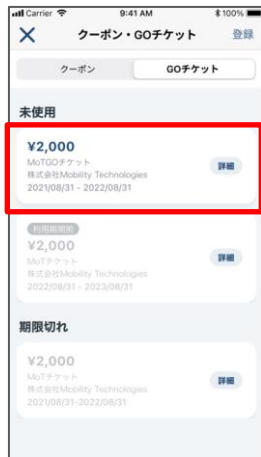 Carrier 9:41 AM 100%
クーポン・GOチケット 登録
クーポン GOチケット
未使用
¥2,000
MoTGOチケット
株式会社Mobility Technologies
2021/08/31 - 2022/08/31
詳細
利用期間前
¥2,000
MoTチケット
株式会社Mobility Technologies
2022/08/31 - 2023/08/31
詳細
期限切れ
¥2,000
MoTチケット
株式会社Mobility Technologies
2021/08/31-2022/08/31
詳細